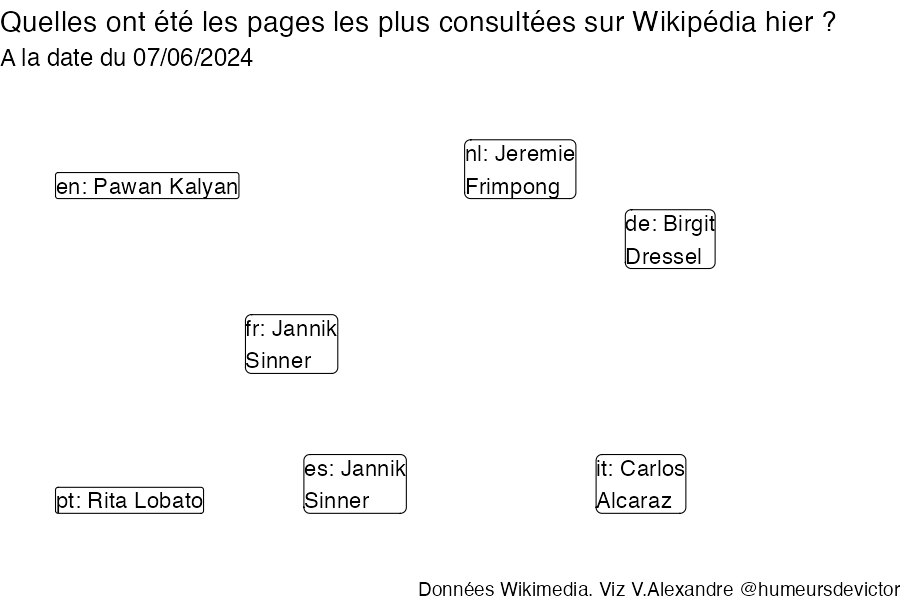 Quelles ont été les pages les plus consultées sur Wikipédia hier ?
A la date du 07/06/2024
en: Pawan Kalyan
nl: Jeremie
Frimpong
de: Birgit
Dressel
fr: Jannik
Sinner
pt: Rita Lobato
es: Jannik
Sinner
it: Carlos
Alcaraz
Données Wikimedia. Viz V.Alexandre @humeursdevictor